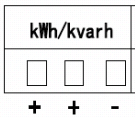 kWh/kvarh
+ + -